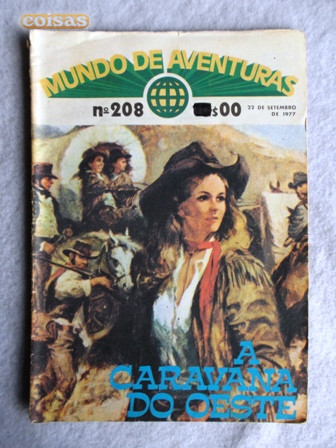 coisas
MUNDO DE AVENTURAS
nº 208
$00
22 DE SETEMBRO
DE 1977
A
CARAVANA
DO OESTE